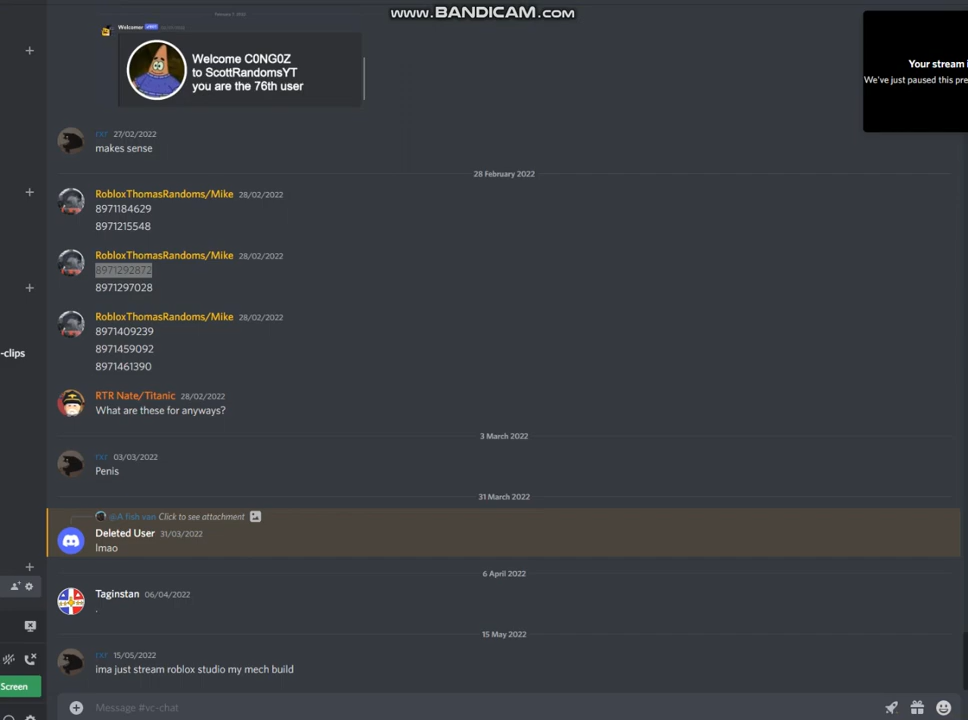 www.BANDICAM.com
Welcomer
Welcome C0NG0Z
to ScottRandomsYT
you are the 76th user
Your stream i
We've just paused this pre
rxr 27/02/2022
makes sense
28 February 2022
RobloxThomasRandoms/Mike 28/02/2022
8971184629
8971215548
RobloxThomasRandoms/Mike 28/02/2022
8971292872
8971297028
RobloxThomasRandoms/Mike 28/02/2022
8971409239
8971459092
8971461390
-clips
RTR Nate/Titanic 28/02/2022
What are these for anyways?
3 March 2022
rxr 03/03/2022
Penis
31 March 2022
@A fish van Click to see attachment
Deleted User 31/03/2022
lmao
6 April 2022
Taginstan 06/04/2022
.
15 May 2022
rxr 15/05/2022
ima just stream roblox studio my mech build
Screen
Message #vc-chat